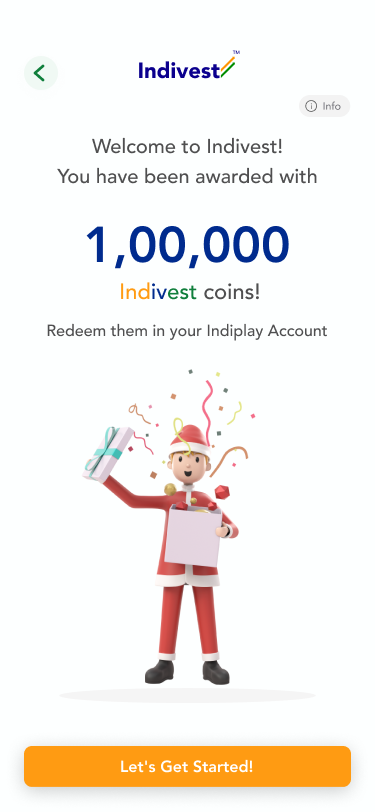 Indivest™
Info
Welcome to Indivest!
You have been awarded with
1,00,000
Indivest coins!
Redeem them in your Indiplay Account
Let's Get Started!